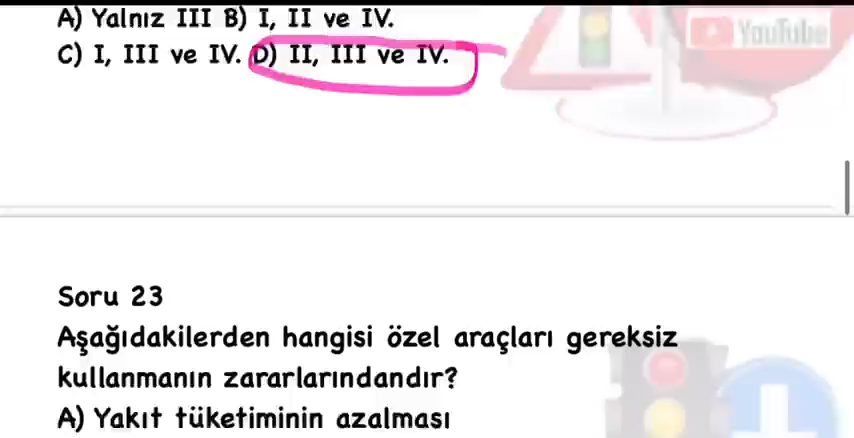 A) Yalnız III B) I, II ve IV.
C) I, III ve IV. D) II, III ve IV.
YouTube
Soru 23
Aşağıdakilerden hangisi özel araçları gereksiz
kullanmanın zararlarındandır?
A) Yakıt tüketiminin azalması